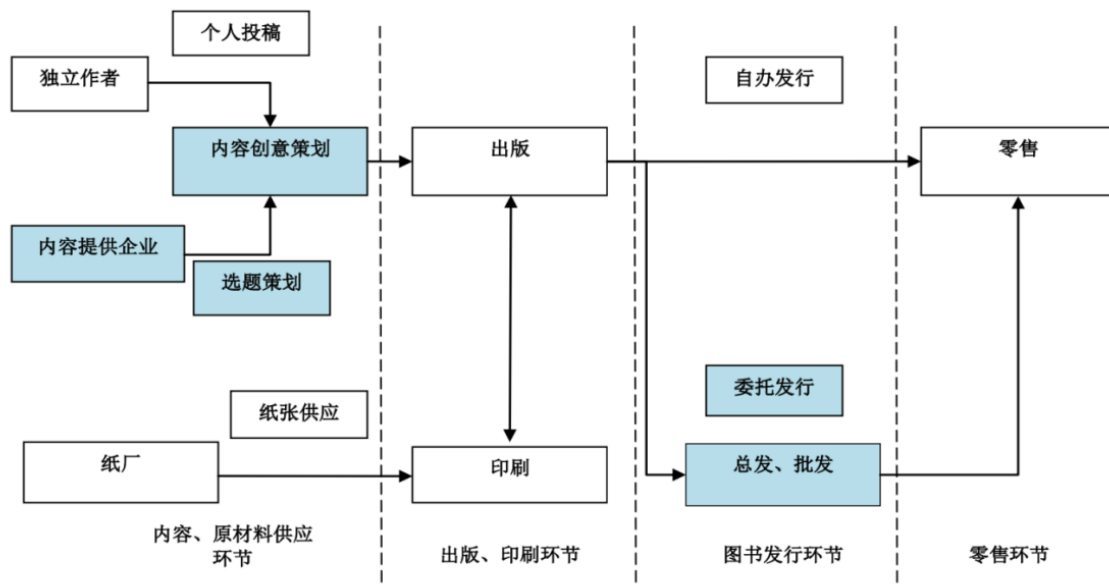 个人投稿
独立作者
自办发行
内容创意策划
出版
零售
内容提供企业
选题策划
委托发行
纸张供应
纸厂
印刷
总发、批发
内容、原材料供应
环节
出版、印刷环节
图书发行环节
零售环节